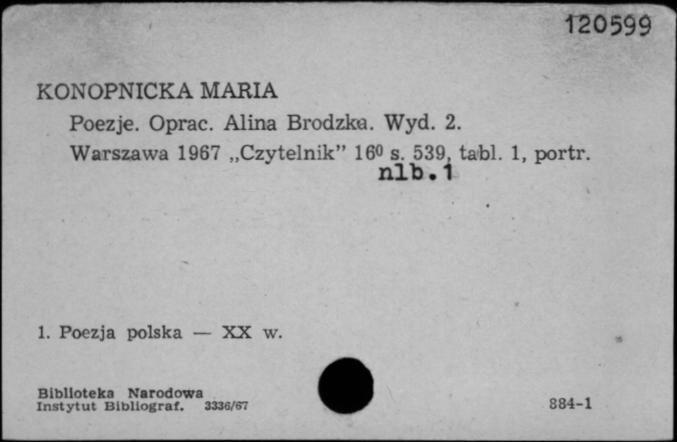 120599
KONOPNICKA MARIA
Poezje. Oprac. Alina Brodzka. Wyd. 2.
Warszawa 1967 „Czytelnik” 16⁰ s. 539, tabl. 1, portr.
nlb.1
1. Poezja polska — XX w.
Biblioteka Narodowa
Instytut Bibliograf. 3336/67
884-1